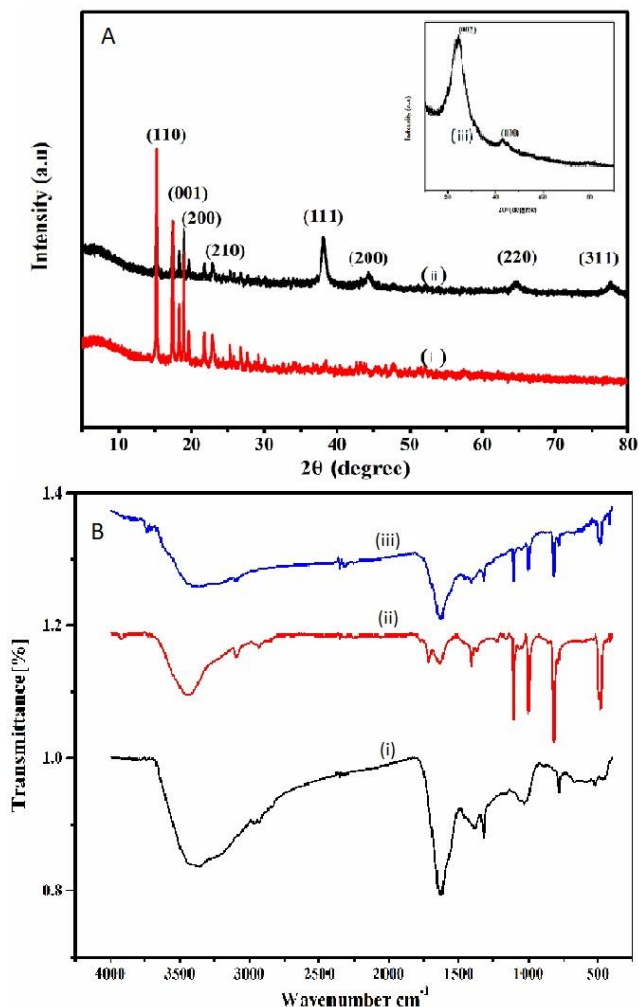 A
(110)
(001)
(200)
(210)
(111)
(200)
(220)
(311)
(ii)
(i)
Intensity (a.u)
10 20 30 40 50 60 70 80
2θ (degree)
(002)
(iii)
Intensity (a.u)
B
(iii)
(ii)
(i)
Transmittance [%]
1.4
1.2
1.0
0.8
4000 3500 3000 2500 2000 1500 1000 500
Wavenumber cm-1